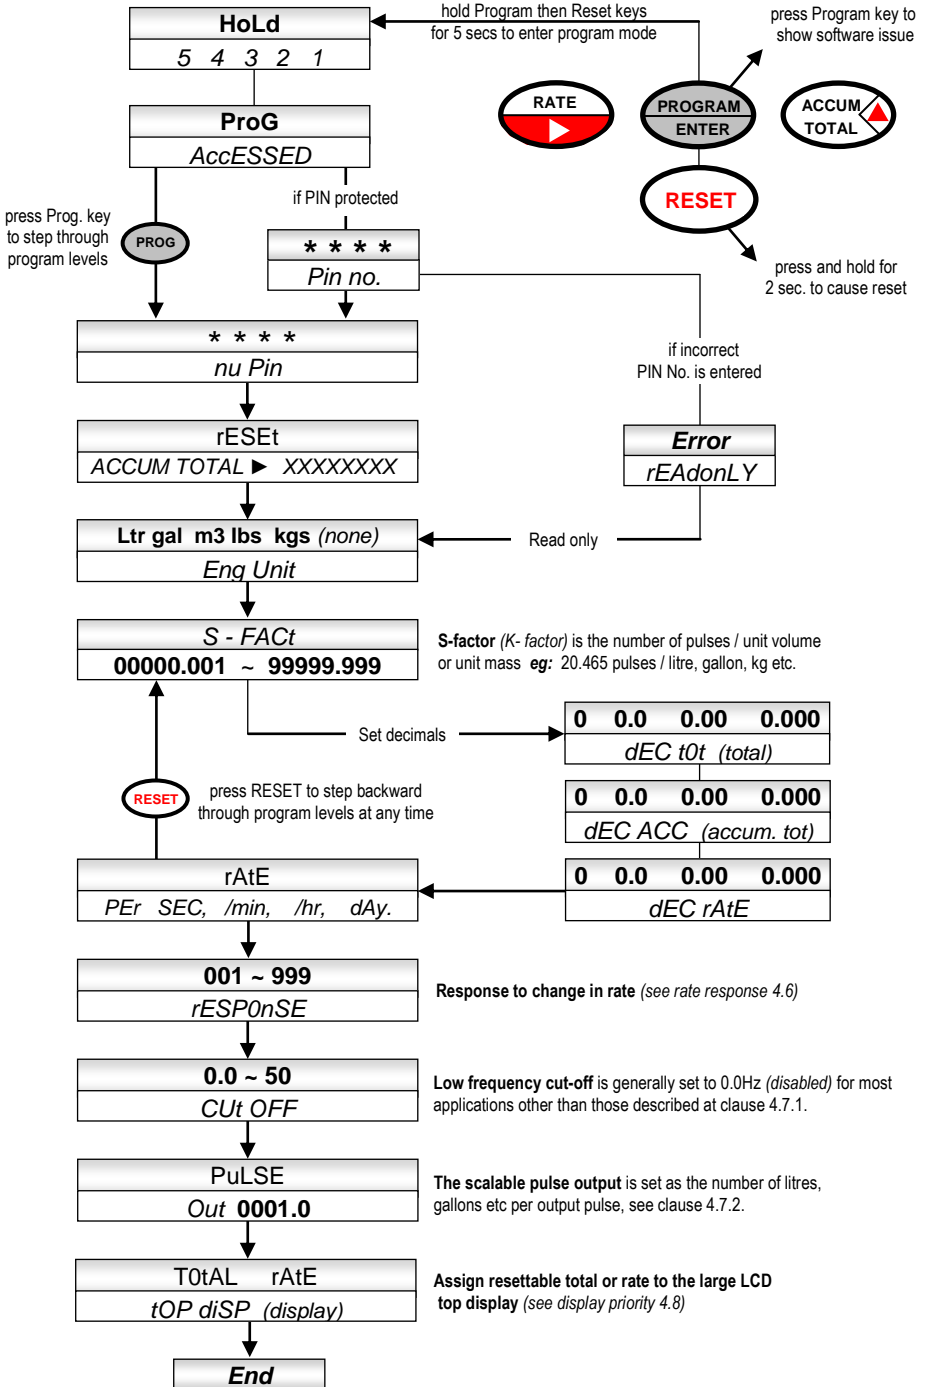 HoLd
5 4 3 2 1
hold Program then Reset keys
for 5 secs to enter program mode
press Program key to
show software issue
RATE
PROGRAM
ENTER
ACCUM
TOTAL
RESET
press and hold for
2 sec. to cause reset
ProG
AccESSED
if PIN protected
press Prog. key
to step through
program levels
PROG
* * * *
Pin no.
* * * *
nu Pin
if incorrect
PIN No. is entered
rESEt
ACCUM TOTAL ► XXXXXXXX
Error
rEAdonLY
Ltr gal m3 lbs kgs (none)
Eng Unit
Read only
S - FACt
00000.001 ~ 99999.999
S-factor (K- factor) is the number of pulses / unit volume
or unit mass eg: 20.465 pulses / litre, gallon, kg etc.
Set decimals
0 0.0 0.00 0.000
dEC t0t (total)
0 0.0 0.00 0.000
dEC ACC (accum. tot)
0 0.0 0.00 0.000
dEC rAtE
RESET
press RESET to step backward
through program levels at any time
rAtE
PEr SEC, /min, /hr, dAy.
001 ~ 999
rESP0nSE
Response to change in rate (see rate response 4.6)
0.0 ~ 50
CUt OFF
Low frequency cut-off is generally set to 0.0Hz (disabled) for most
applications other than those described at clause 4.7.1.
PuLSE
Out 0001.0
The scalable pulse output is set as the number of litres,
gallons etc per output pulse, see clause 4.7.2.
T0tAL rAtE
tOP diSP (display)
Assign resettable total or rate to the large LCD
top display (see display priority 4.8)
End